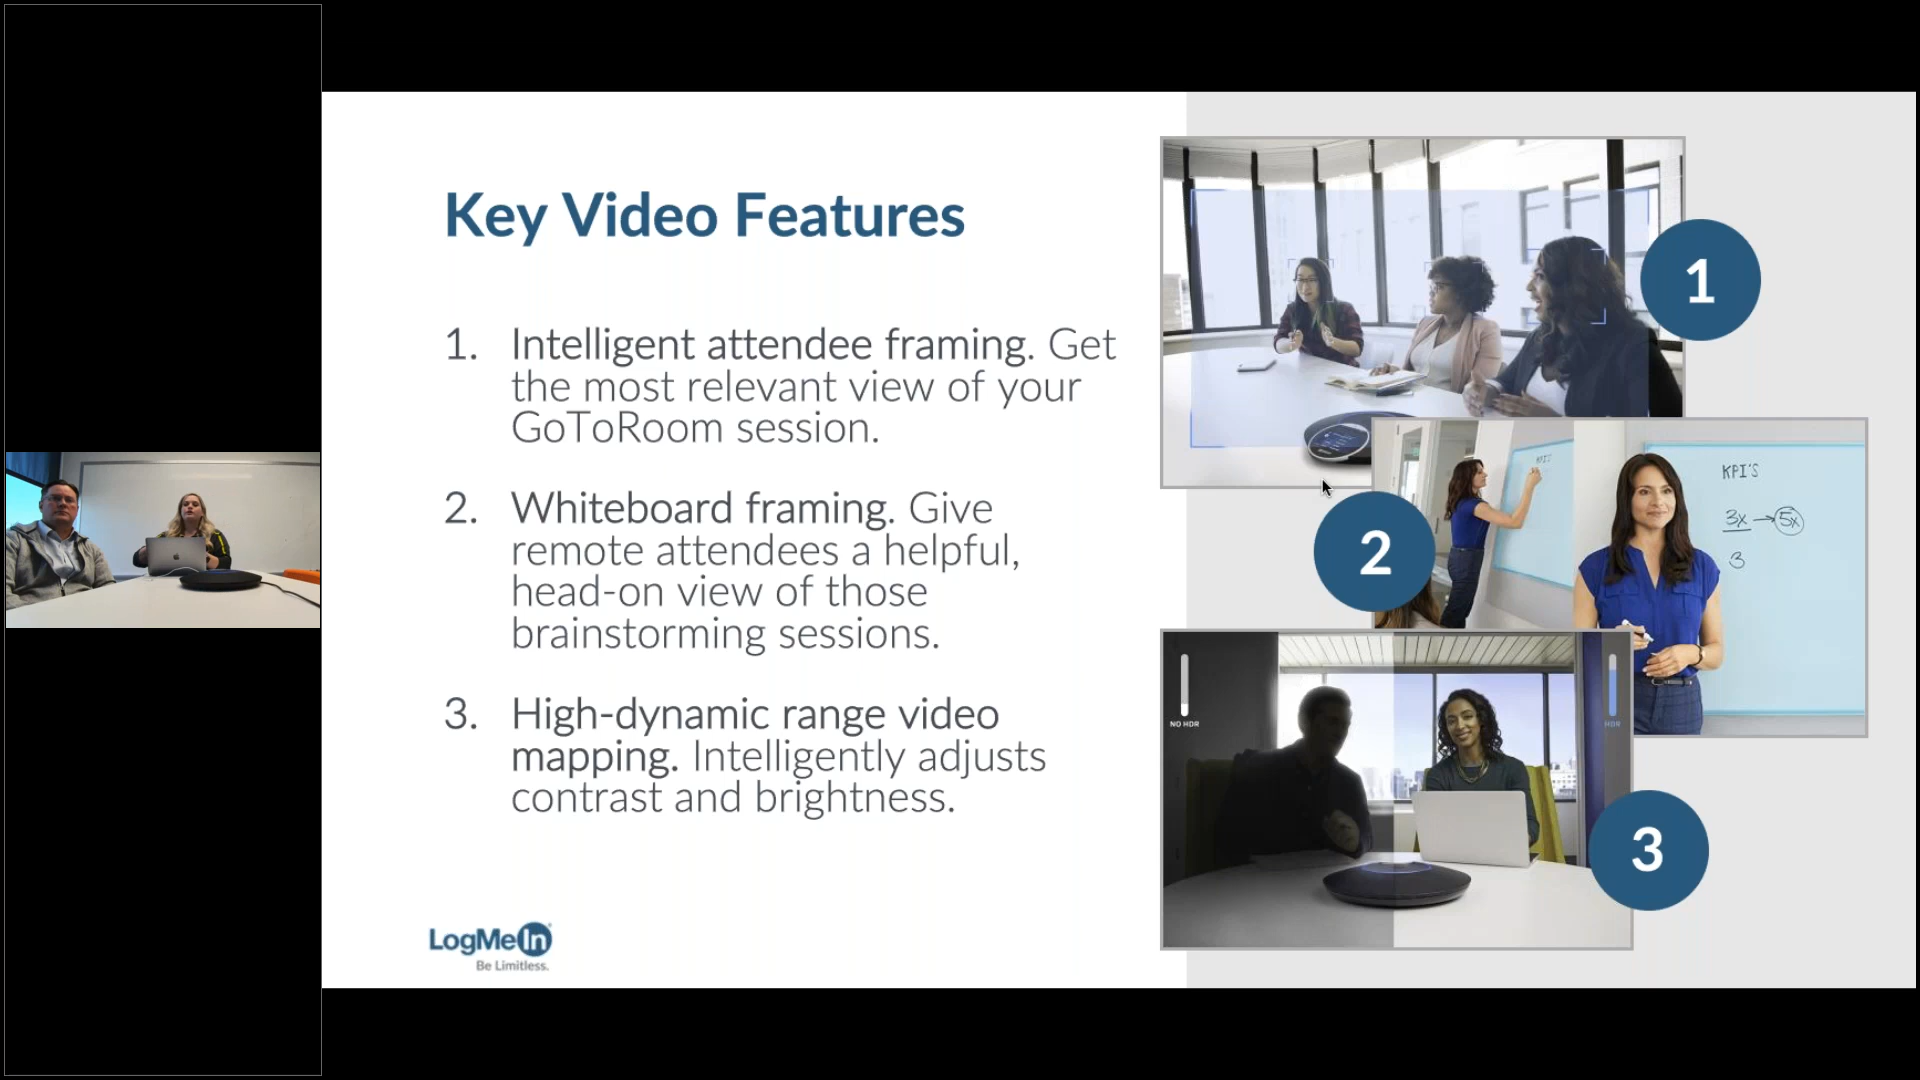 Key Video Features
1. Intelligent attendee framing. Get
the most relevant view of your
GoToRoom session.
2. Whiteboard framing. Give
remote attendees a helpful,
head-on view of those
brainstorming sessions.
3. High-dynamic range video
mapping. Intelligently adjusts
contrast and brightness.
LogMeIn
Be Limitless.
1
KPI'S
KPI'S
3x → 5x
3
2
NO HDR
HDR
3